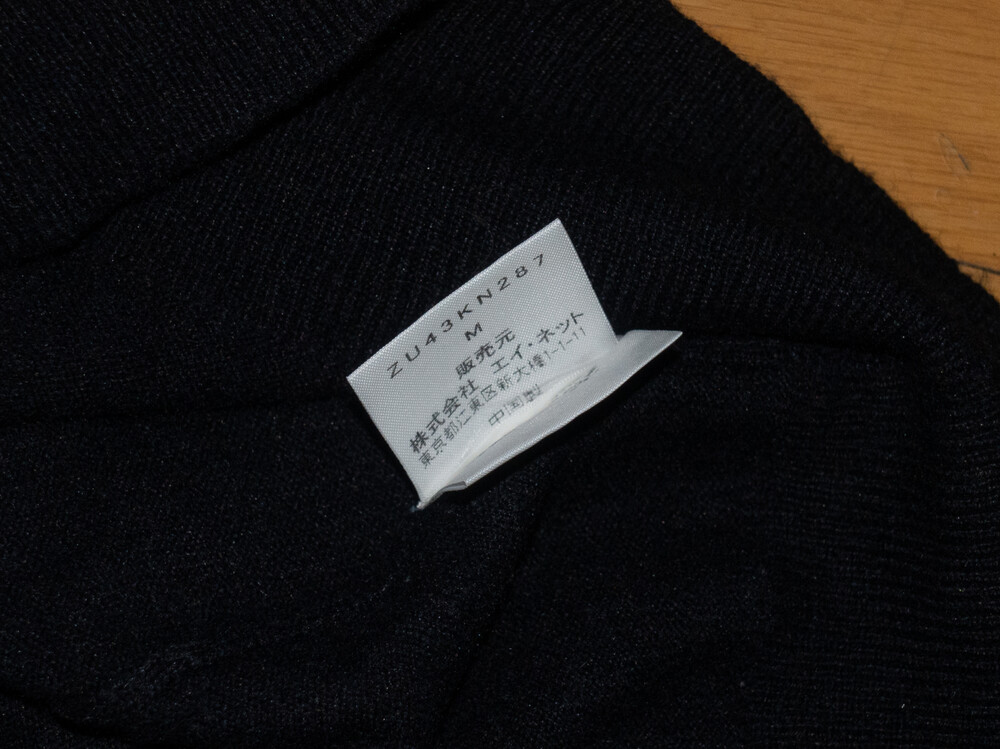 ZU43KN287
M
販売元
株式会社 エイ・ネット
東京都江東区新大橋1-1-11
中国製